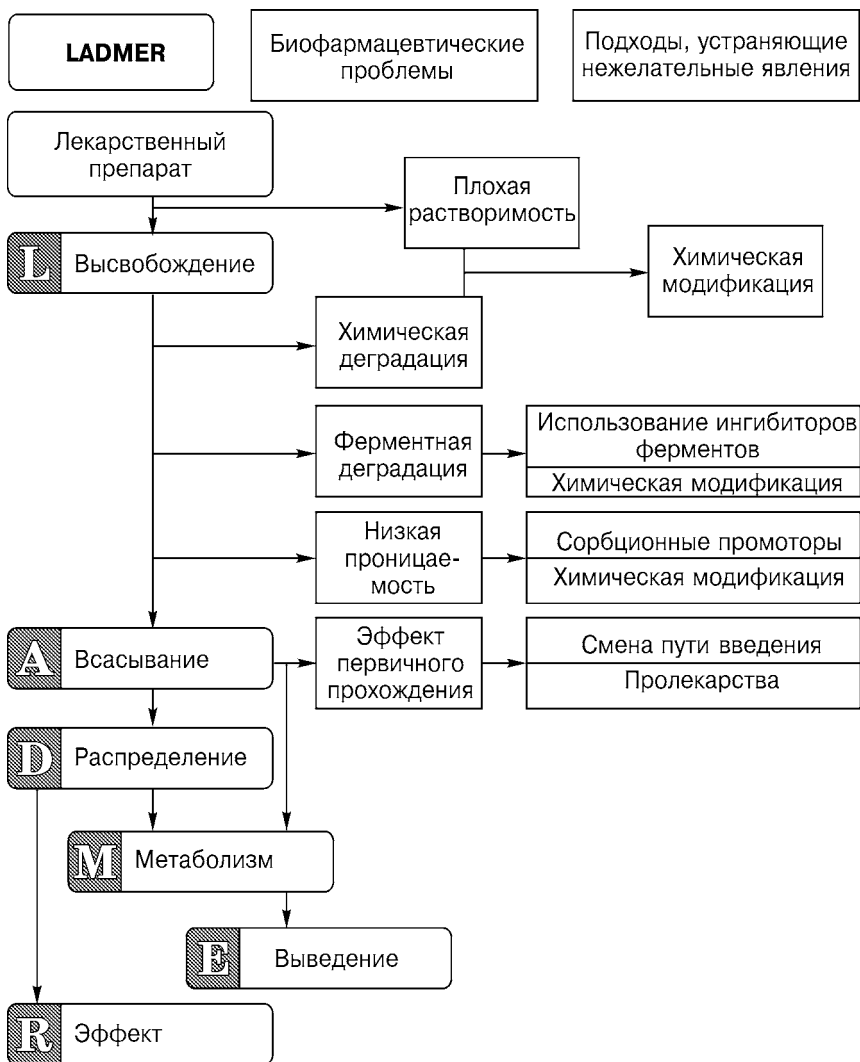 LADMER
Биофармацевтические
проблемы
Подходы, устраняющие
нежелательные явления
Лекарственный
препарат
Плохая
растворимость
L Высвобождение
Химическая
модификация
Химическая
деградация
Ферментная
деградация
Использование ингибиторов
ферментов
Химическая модификация
Низкая
проницае-
мость
Сорбционные промоторы
Химическая модификация
A Всасывание
Эффект
первичного
прохождения
Смена пути введения
Пролекарства
D Распределение
M Метаболизм
E Выведение
R Эффект